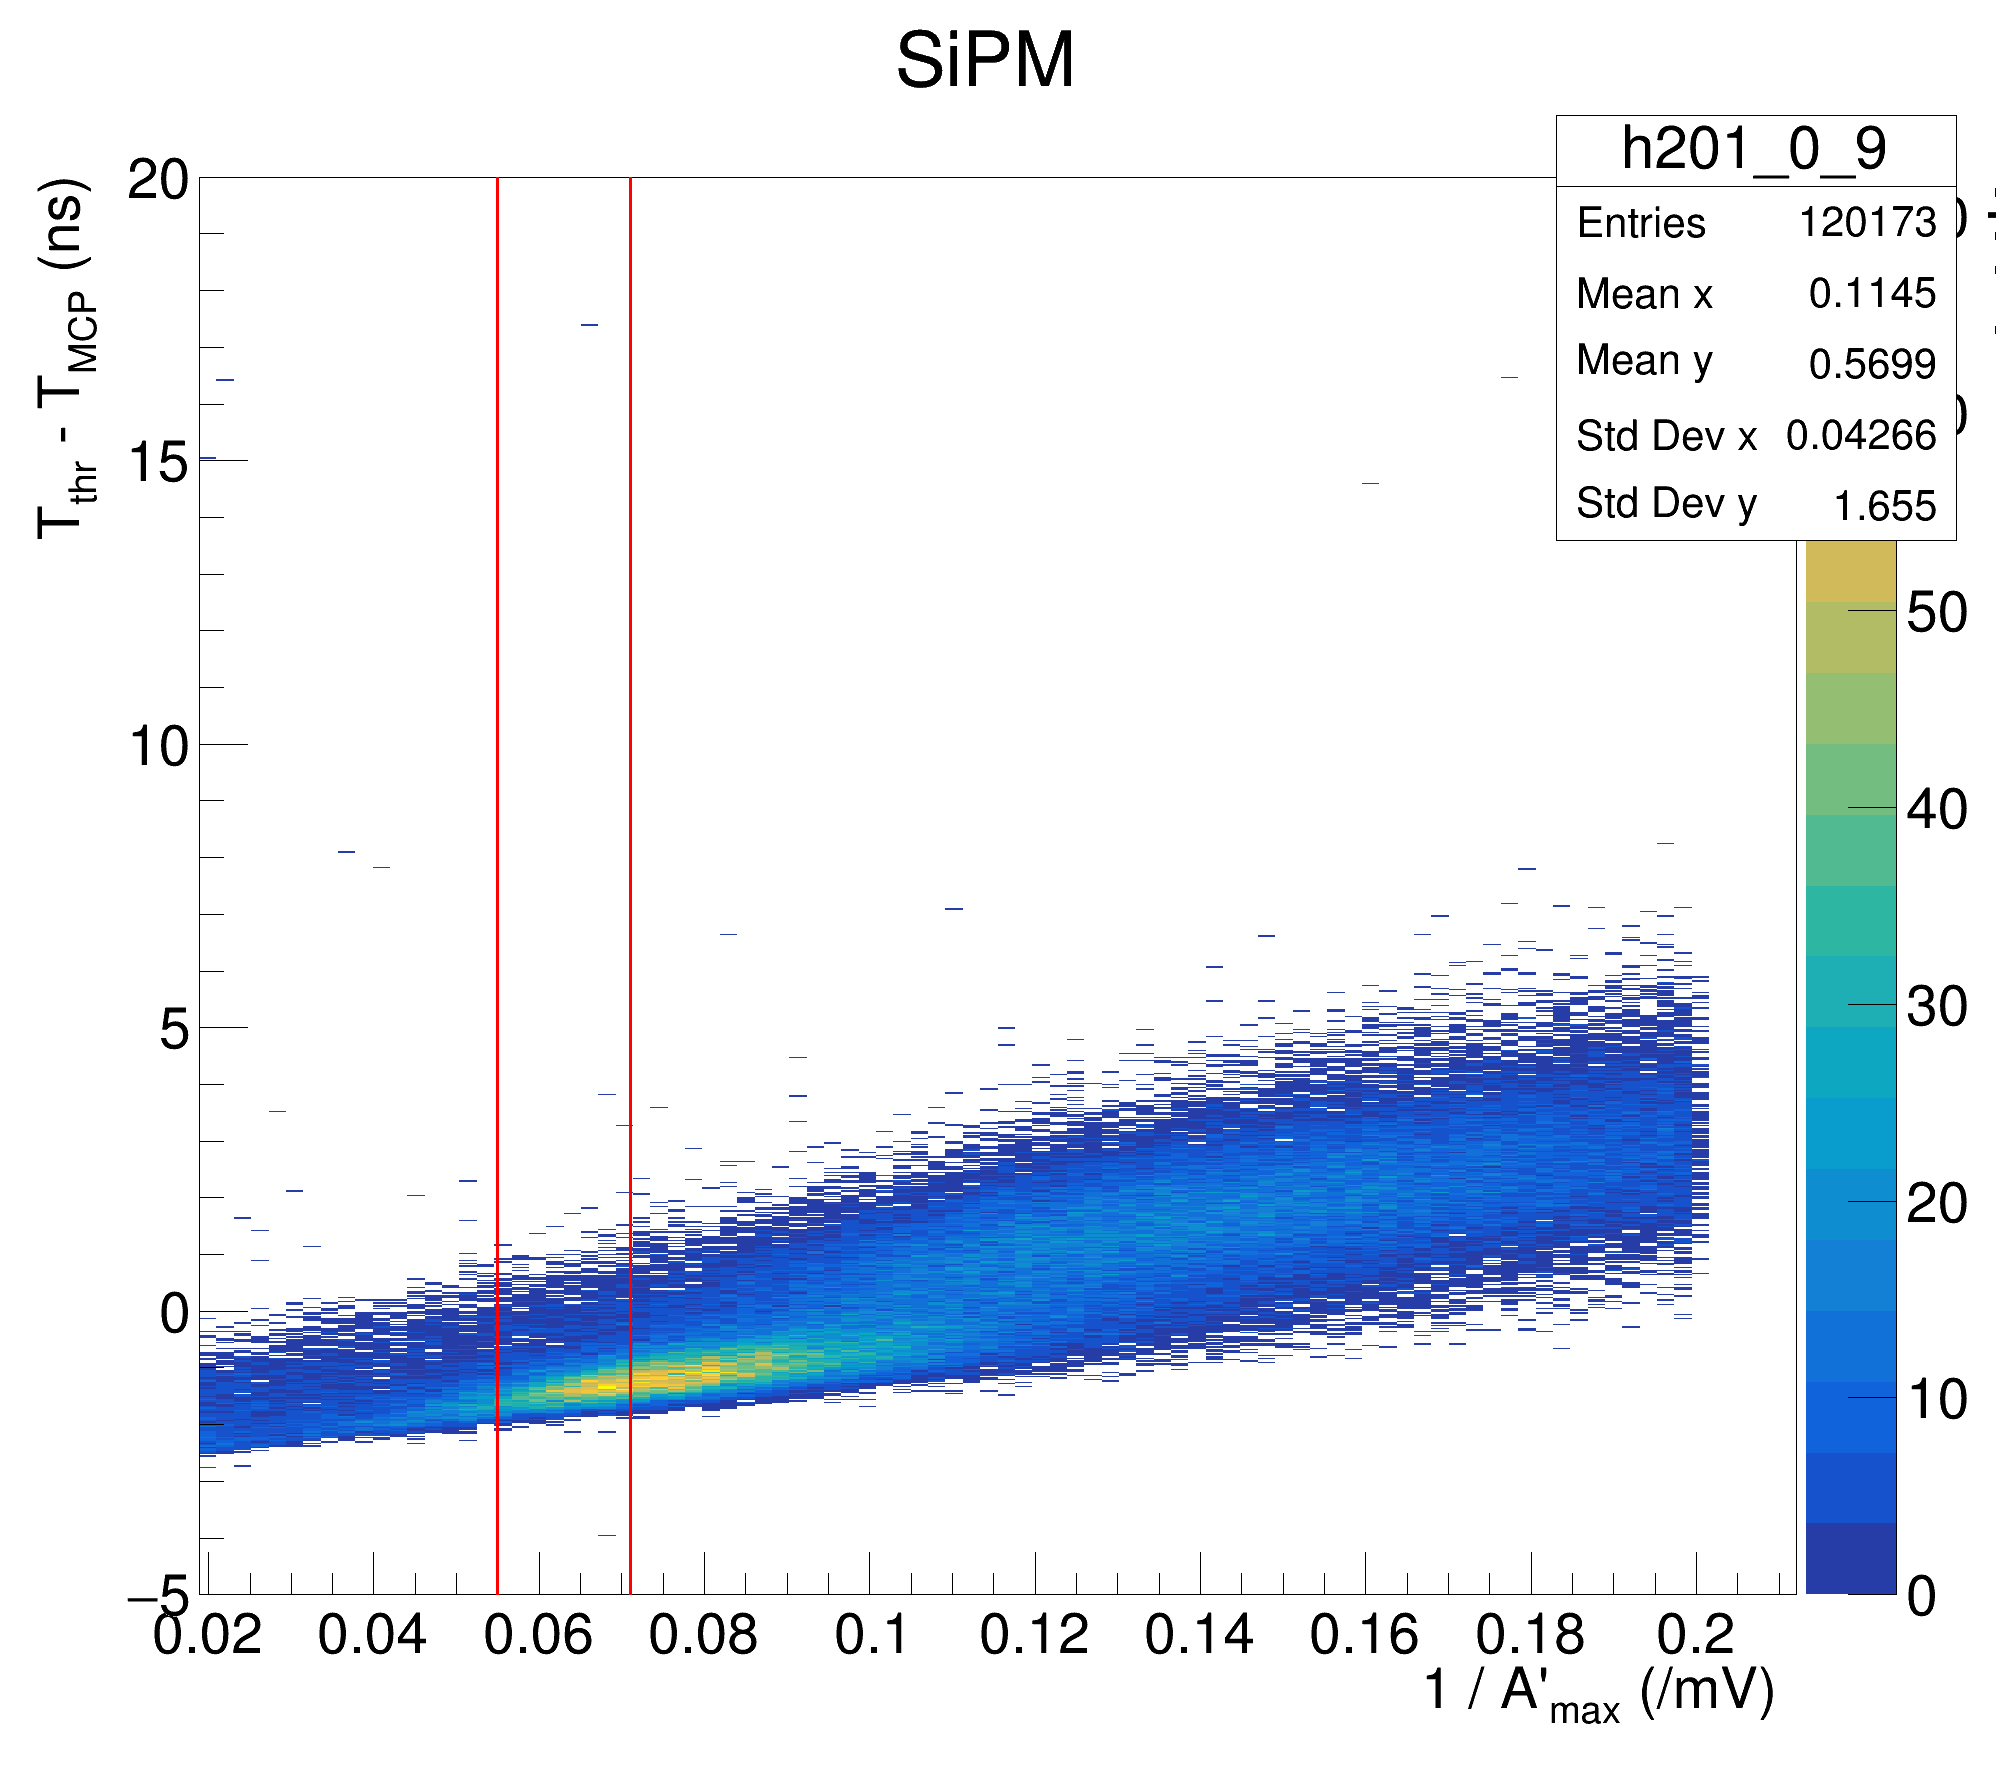 SiPM
h201_0_9
Entries 120173
Mean x 0.1145
Mean y 0.5699
Std Dev x 0.04266
Std Dev y 1.655
T_thr - T_MCP (ns)
20
15
10
5
0
−5
0.02 0.04 0.06 0.08 0.1 0.12 0.14 0.16 0.18 0.2
1 / A'_max (/mV)
50
40
30
20
10
0